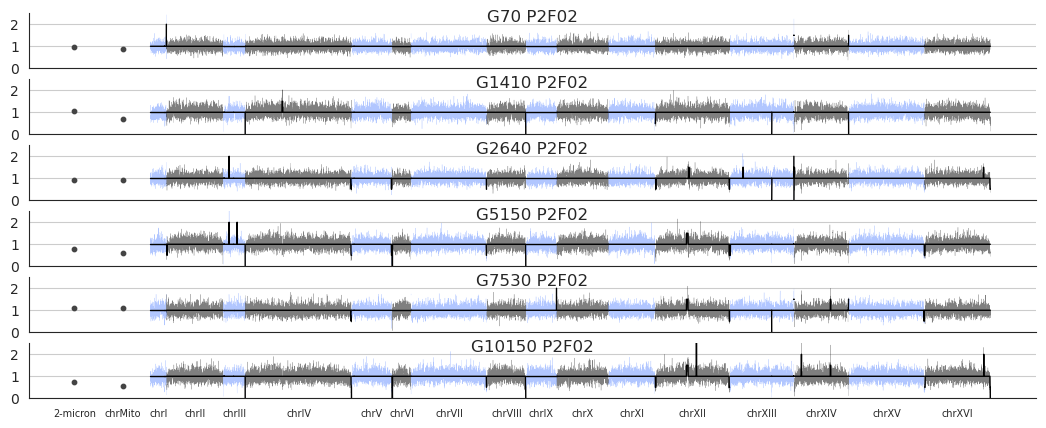 G70 P2F02
2
1
0
G1410 P2F02
2
1
0
G2640 P2F02
2
1
0
G5150 P2F02
2
1
0
G7530 P2F02
2
1
0
G10150 P2F02
2
1
0
2-micron chrMito chrI chrII chrIII chrIV chrV chrVI chrVII chrVIII chrIX chrX chrXI chrXII chrXIII chrXIV chrXV chrXVI